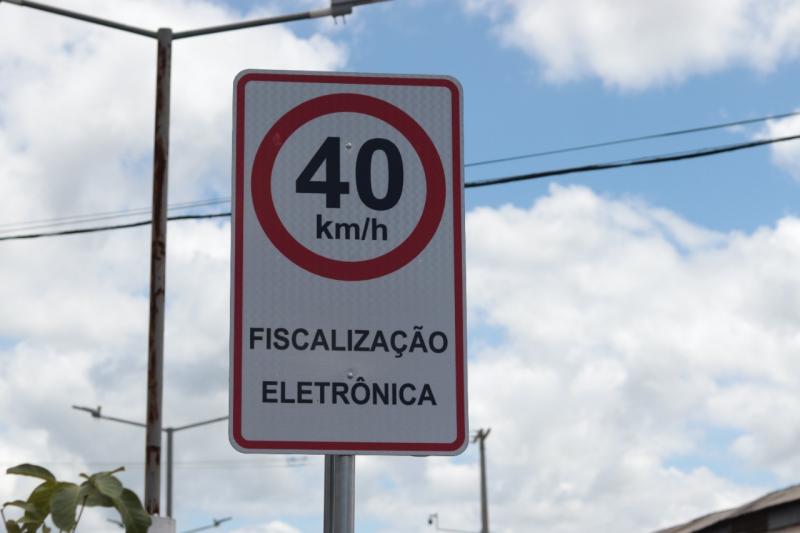 40
km/h
FISCALIZAÇÃO
ELETRÔNICA